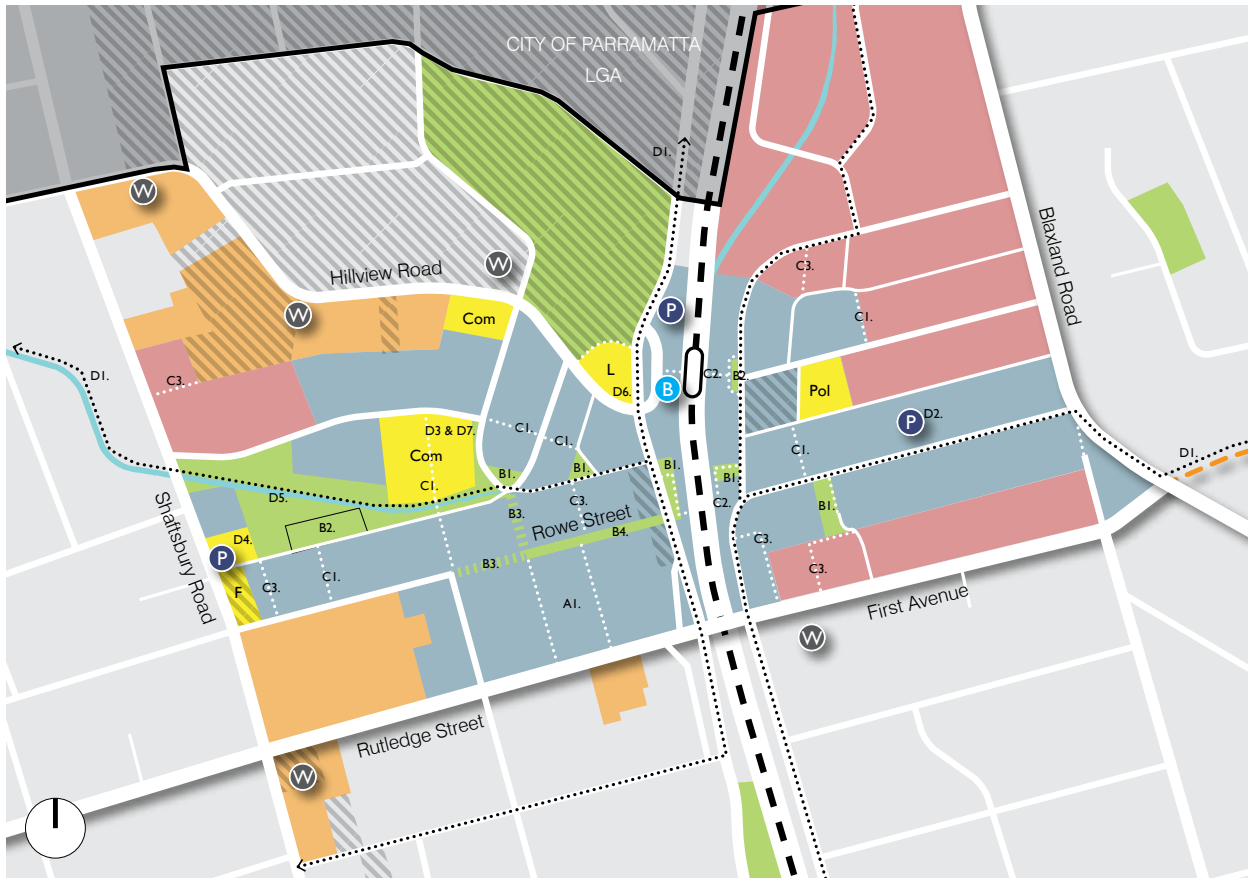 CITY OF PARRAMATTA
LGA
D1.
W
Blaxland Road
Hillview Road
W
C3.
P
W
Com
C1.
D1.
C3.
L
D6.
B
C2.
B2.
Pol
P
D2.
D3 & D7.
C1.
C1.
Com
C1.
B1.
B1.
B1.
B1.
C1.
D1.
D5.
C3.
C2.
B1.
B2.
B3.
Rowe Street
B4.
Shaftsbury Road
D4.
P
C3.
B3.
C3.
C1.
F
C3.
A1.
First Avenue
W
Rutledge Street
W